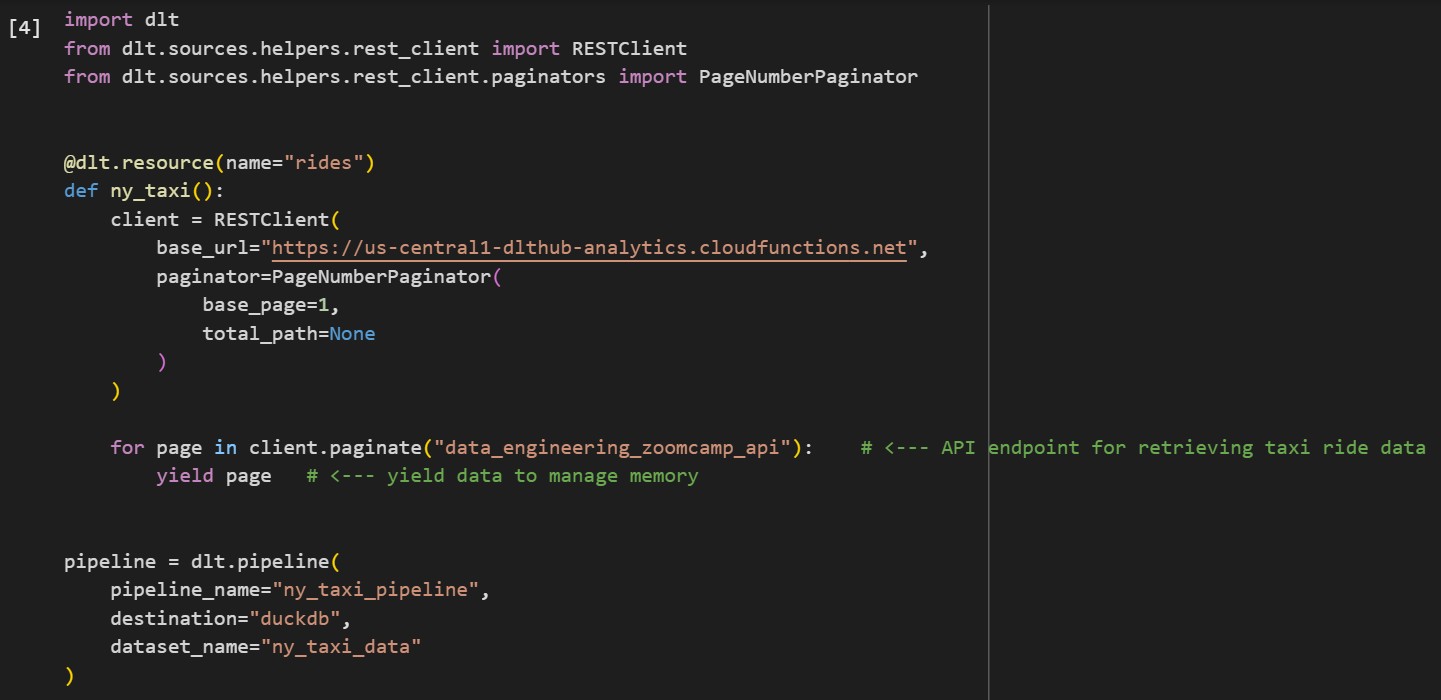 [4]
import dlt
from dlt.sources.helpers.rest_client import RESTClient
from dlt.sources.helpers.rest_client.paginators import PageNumberPaginator
@dlt.resource(name="rides")
def ny_taxi():
    client = RESTClient(
        base_url="https://us-central1-dlthub-analytics.cloudfunctions.net",
        paginator=PageNumberPaginator(
            base_page=1,
            total_path=None
        )
    )
    for page in client.paginate("data_engineering_zoomcamp_api"):    # <--- API endpoint for retrieving taxi ride data
        yield page   # <--- yield data to manage memory
pipeline = dlt.pipeline(
    pipeline_name="ny_taxi_pipeline",
    destination="duckdb",
    dataset_name="ny_taxi_data"
)